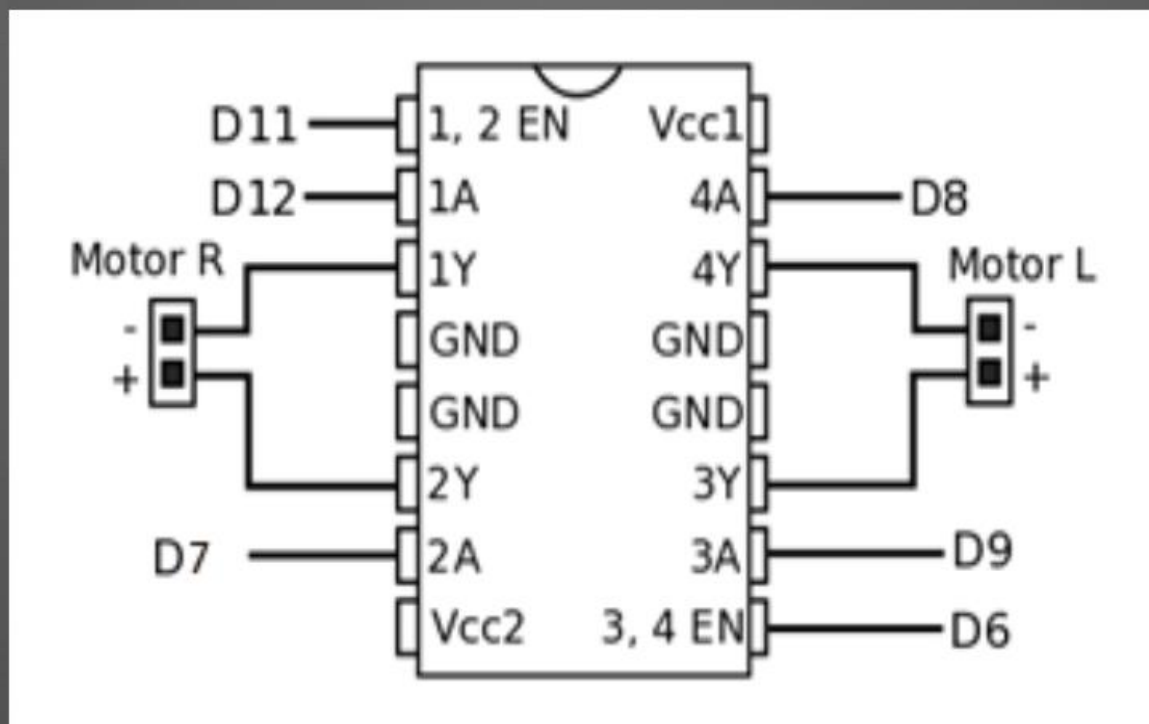 D11 1, 2 EN Vcc1
D12 1A 4A D8
Motor R 1Y 4Y Motor L
- GND GND -
+ GND GND +
2Y 3Y
D7 2A 3A D9
Vcc2 3, 4 EN D6